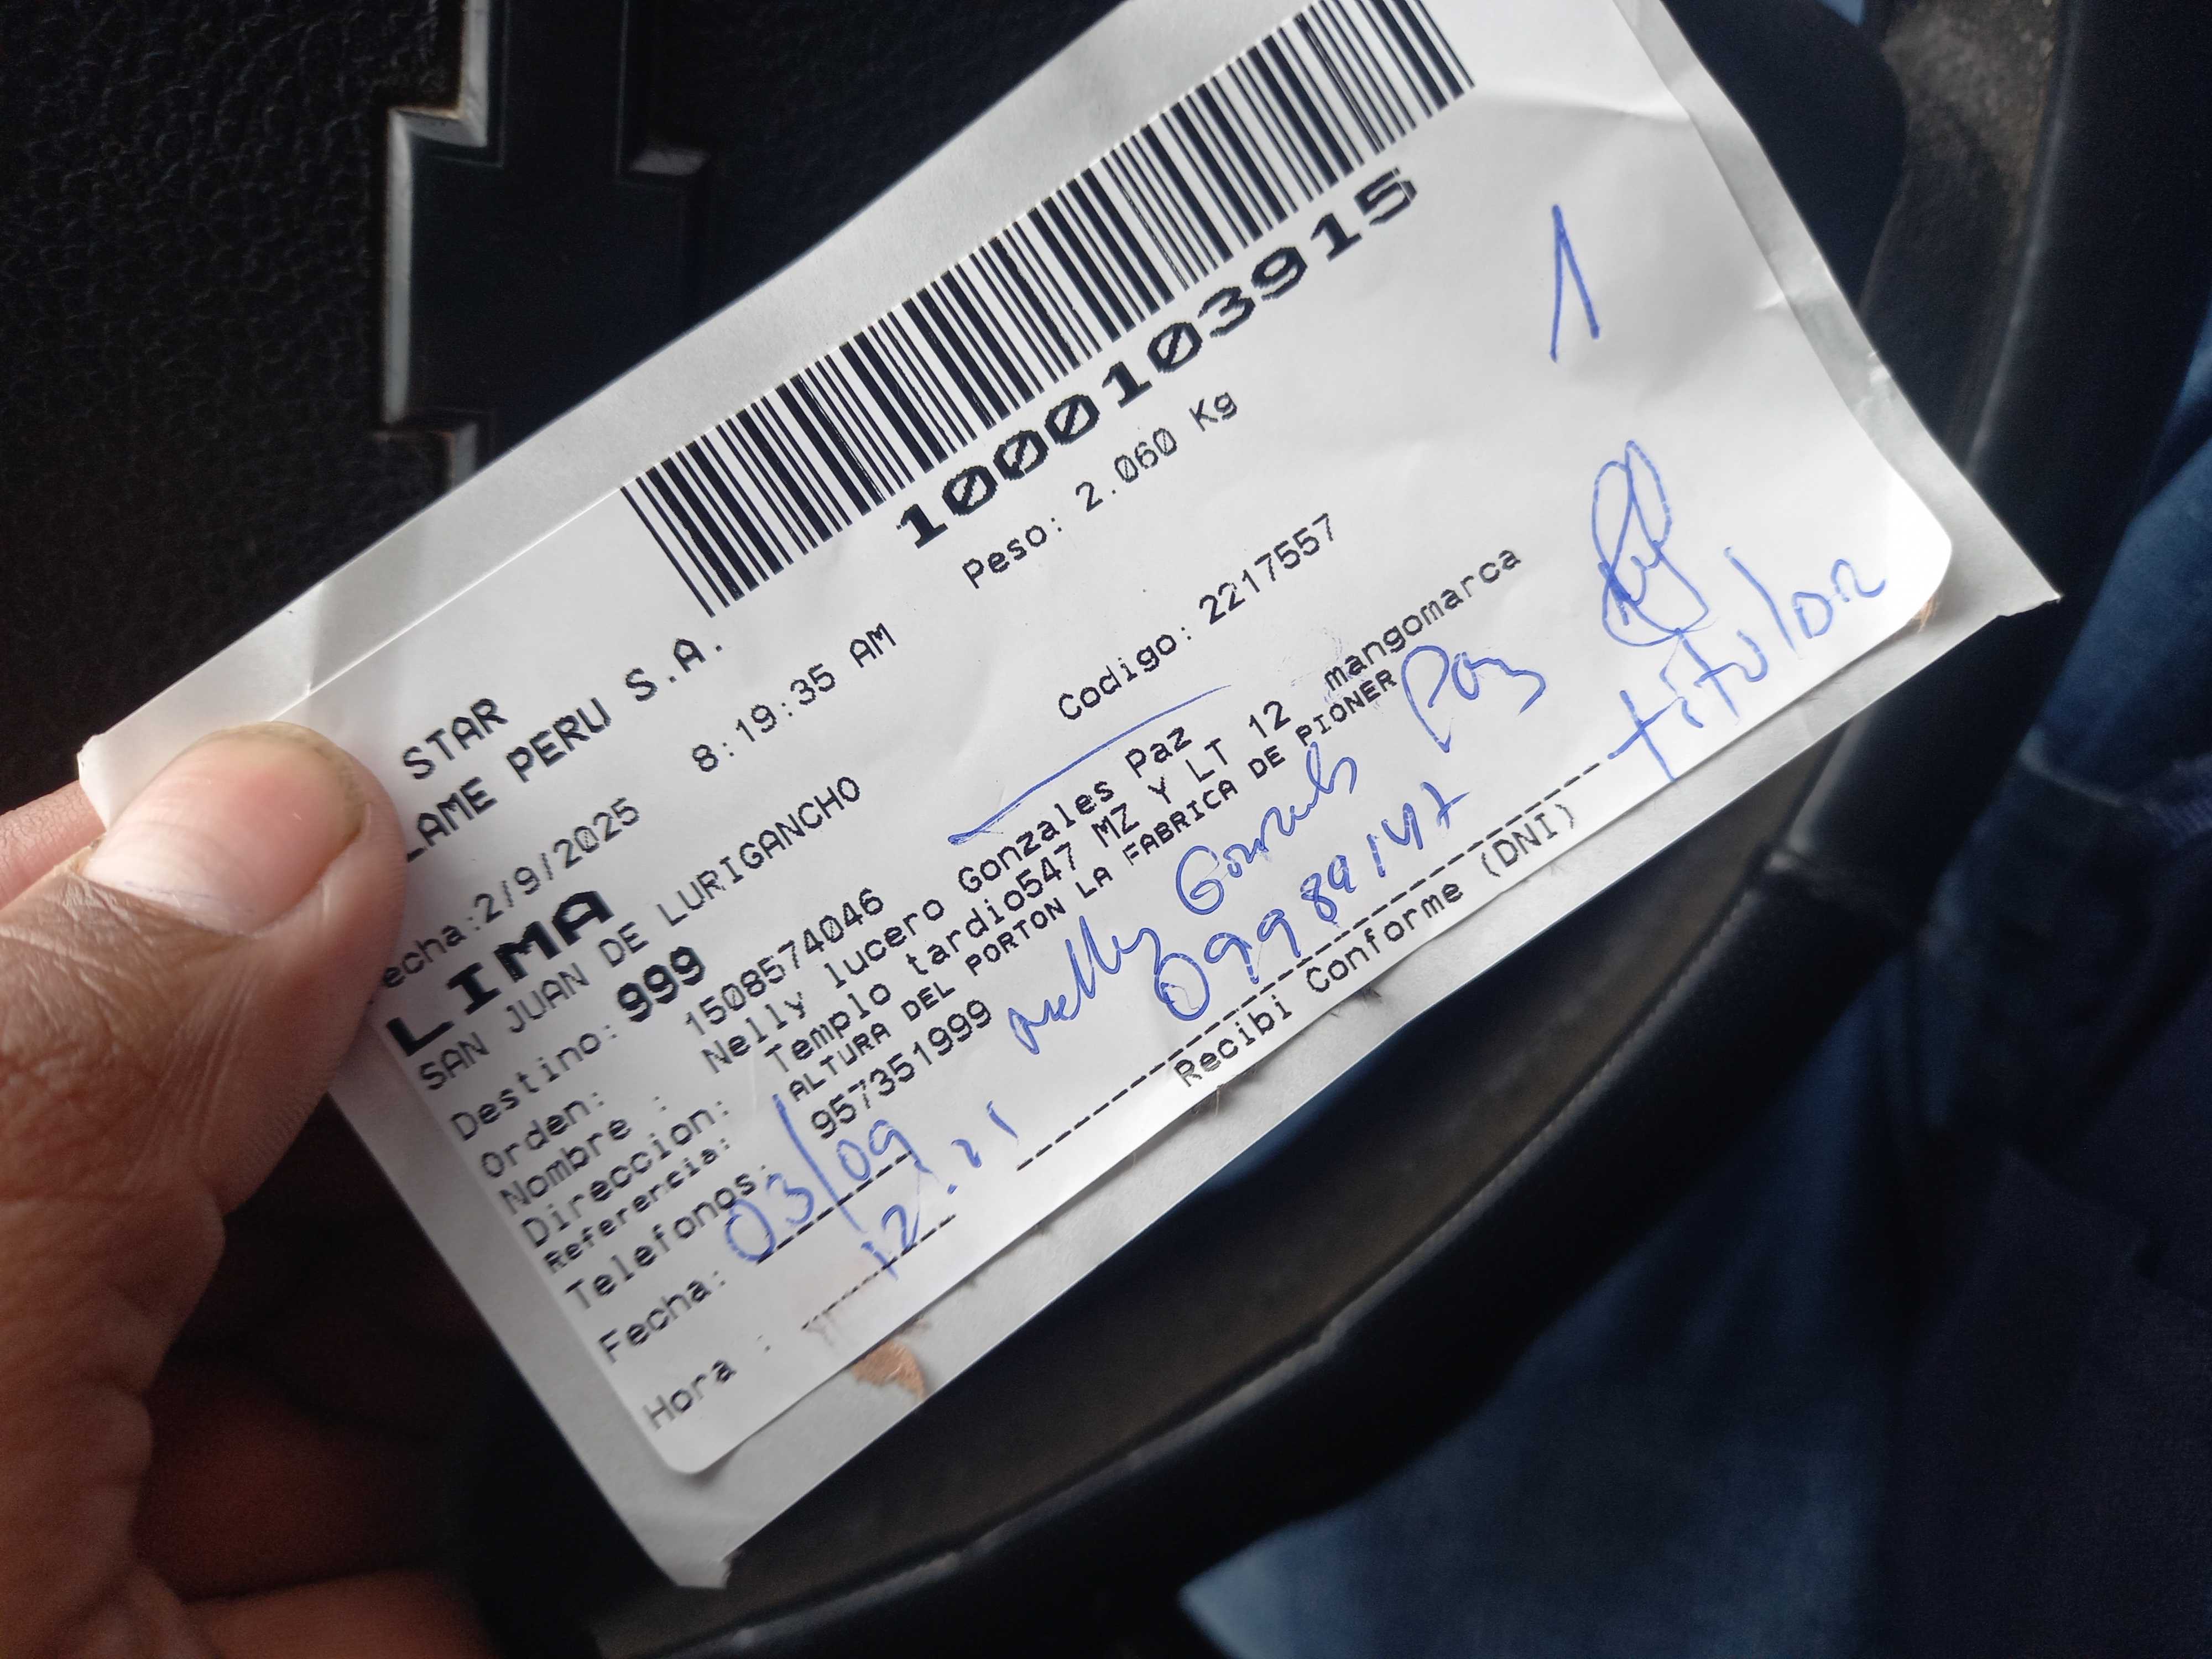 1000103915
STAR
LAME PERU S.A.
Peso: 2.060 Kg
echa:2/9/2025 8:19:35 AM
LIMA
SAN JUAN DE LURIGANCHO
Codigo: 2217557
Destino: 999
Orden: 1508574046
Nombre : Nelly lucero Gonzales Paz
Direccion: Templo tardio547 MZ Y LT 12 mangomarca
Referencia: ALTURA DEL PORTON LA FABRICA DE PIONER
Telefonos: 957351999
1
nelly Gonzales Paz
titular
Fecha: 03/09
Hora : 12:
Recibi Conforme (DNI)